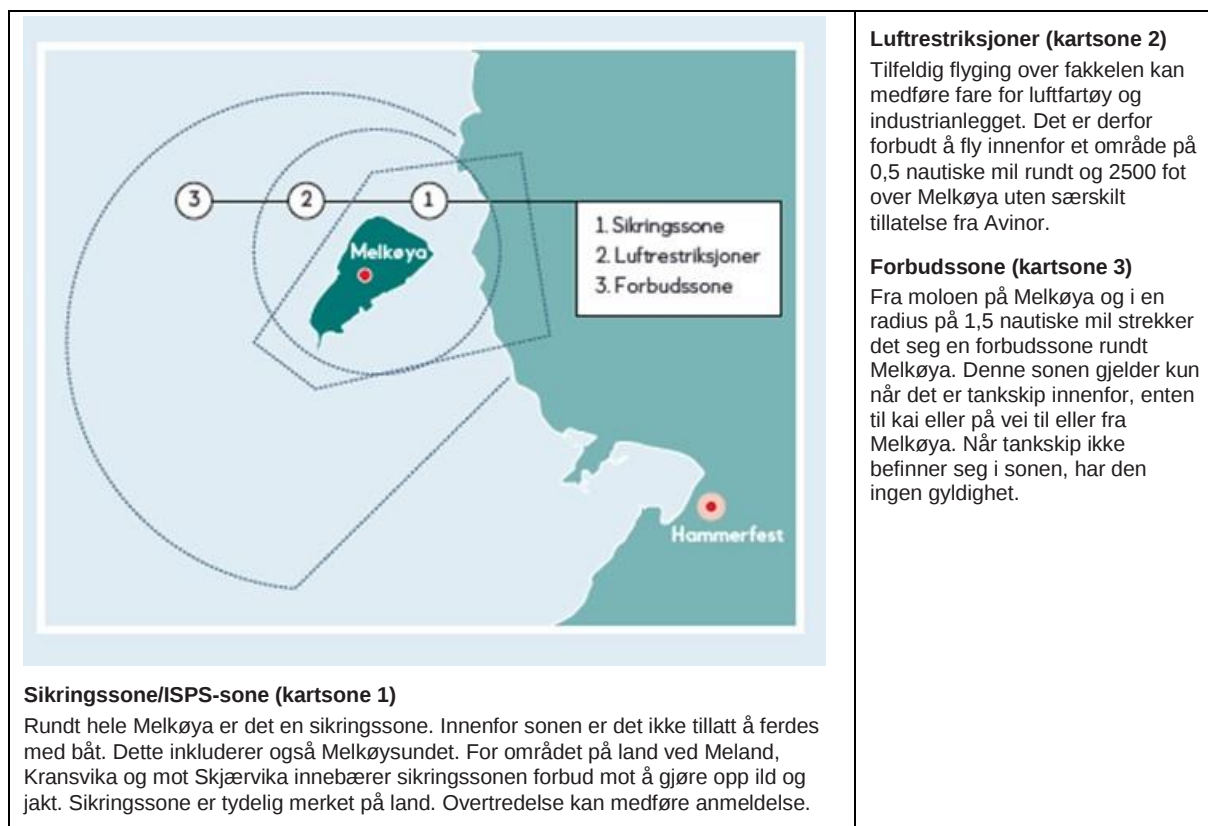 3
2
1
1. Sikringssone
2. Luftrestriksjoner
3. Forbudssone
Melkøya
Hammerfest
Sikringssone/ISPS-sone (kartsone 1)
Rundt hele Melkøya er det en sikringssone. Innenfor sonen er det ikke tillatt å ferdes
med båt. Dette inkluderer også Melkøysundet. For området på land ved Meland,
Kransvika og mot Skjærvika innebærer sikringssonen forbud mot å gjøre opp ild og
jakt. Sikringssone er tydelig merket på land. Overtredelse kan medføre anmeldelse.
Luftrestriksjoner (kartsone 2)
Tilfeldig flyging over fakkelen kan
medføre fare for luftfartøy og
industrianlegget. Det er derfor
forbudt å fly innenfor et område på
0,5 nautiske mil rundt og 2500 fot
over Melkøya uten særskilt
tillatelse fra Avinor.
Forbudssone (kartsone 3)
Fra moloen på Melkøya og i en
radius på 1,5 nautiske mil strekker
det seg en forbudssone rundt
Melkøya. Denne sonen gjelder kun
når det er tankskip innenfor, enten
til kai eller på vei til eller fra
Melkøya. Når tankskip ikke
befinner seg i sonen, har den
ingen gyldighet.